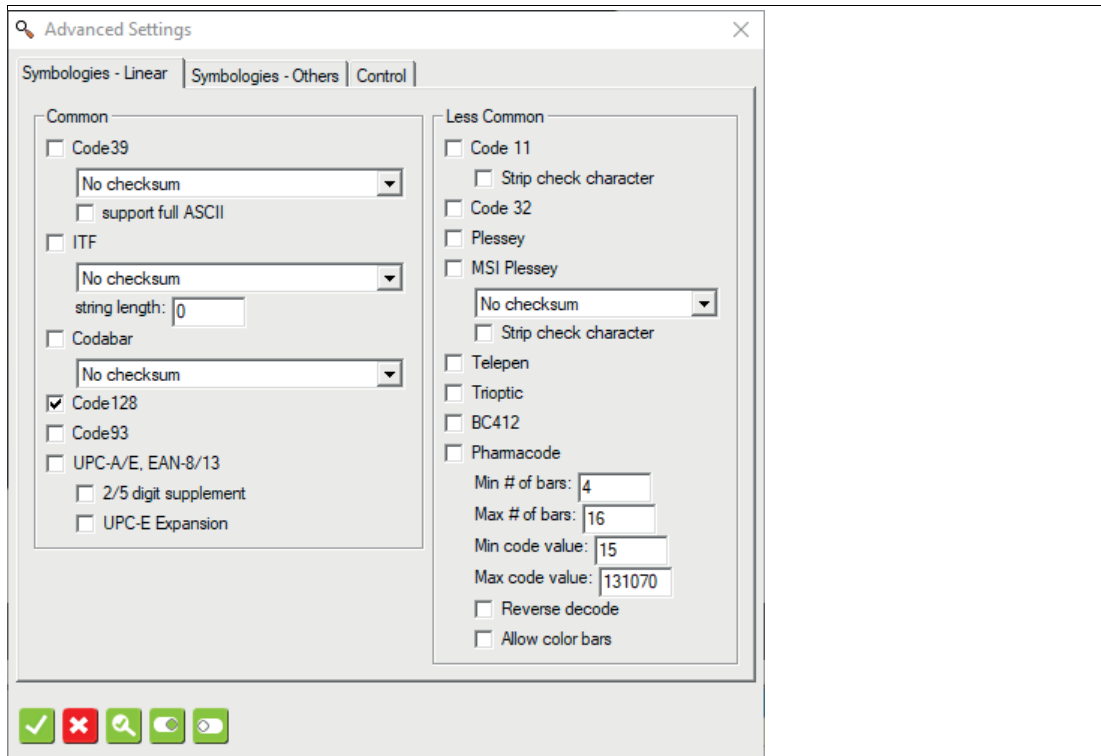 Advanced Settings
Symbologies - Linear
Symbologies - Others
Control
Common
Code39
No checksum
support full ASCII
ITF
No checksum
string length: 0
Codabar
No checksum
Code128
Code93
UPC-A/E, EAN-8/13
2/5 digit supplement
UPC-E Expansion
Less Common
Code 11
Strip check character
Code 32
Plessey
MSI Plessey
No checksum
Strip check character
Telepen
Trioptic
BC412
Pharmacode
Min # of bars: 4
Max # of bars: 16
Min code value: 15
Max code value: 131070
Reverse decode
Allow color bars